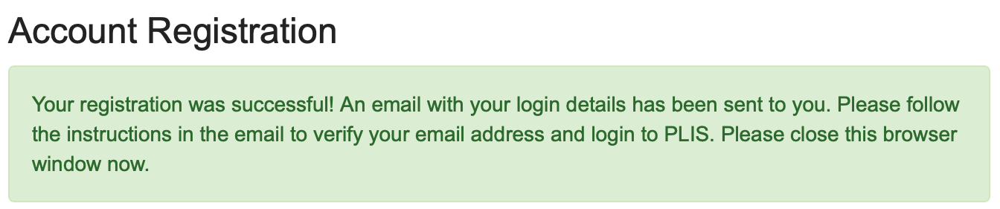 Account Registration
Your registration was successful! An email with your login details has been sent to you. Please follow
the instructions in the email to verify your email address and login to PLIS. Please close this browser
window now.